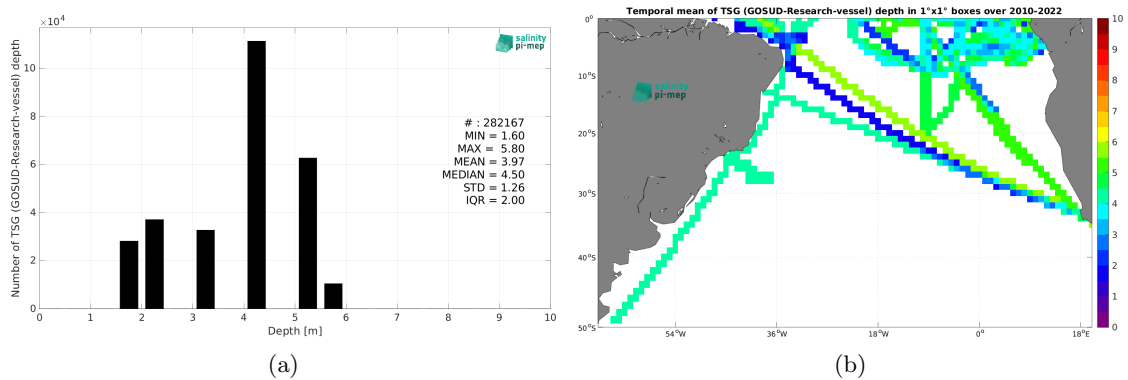 ×10⁴
Number of TSG (GOSUD-Research-vessel) depth
10
8
6
4
2
0
0 1 2 3 4 5 6 7 8 9 10
Depth [m]
salinity
pi-mep
# : 282167
MIN = 1.60
MAX = 5.80
MEAN = 3.97
MEDIAN = 4.50
STD = 1.26
IQR = 2.00
(a)
Temporal mean of TSG (GOSUD-Research-vessel) depth in 1°x1° boxes over 2010-2022
0°
10°S
20°S
30°S
40°S
50°S
54°W 36°W 18°W 0° 18°E
salinity
pi-mep
10
9
8
7
6
5
4
3
2
1
0
(b)